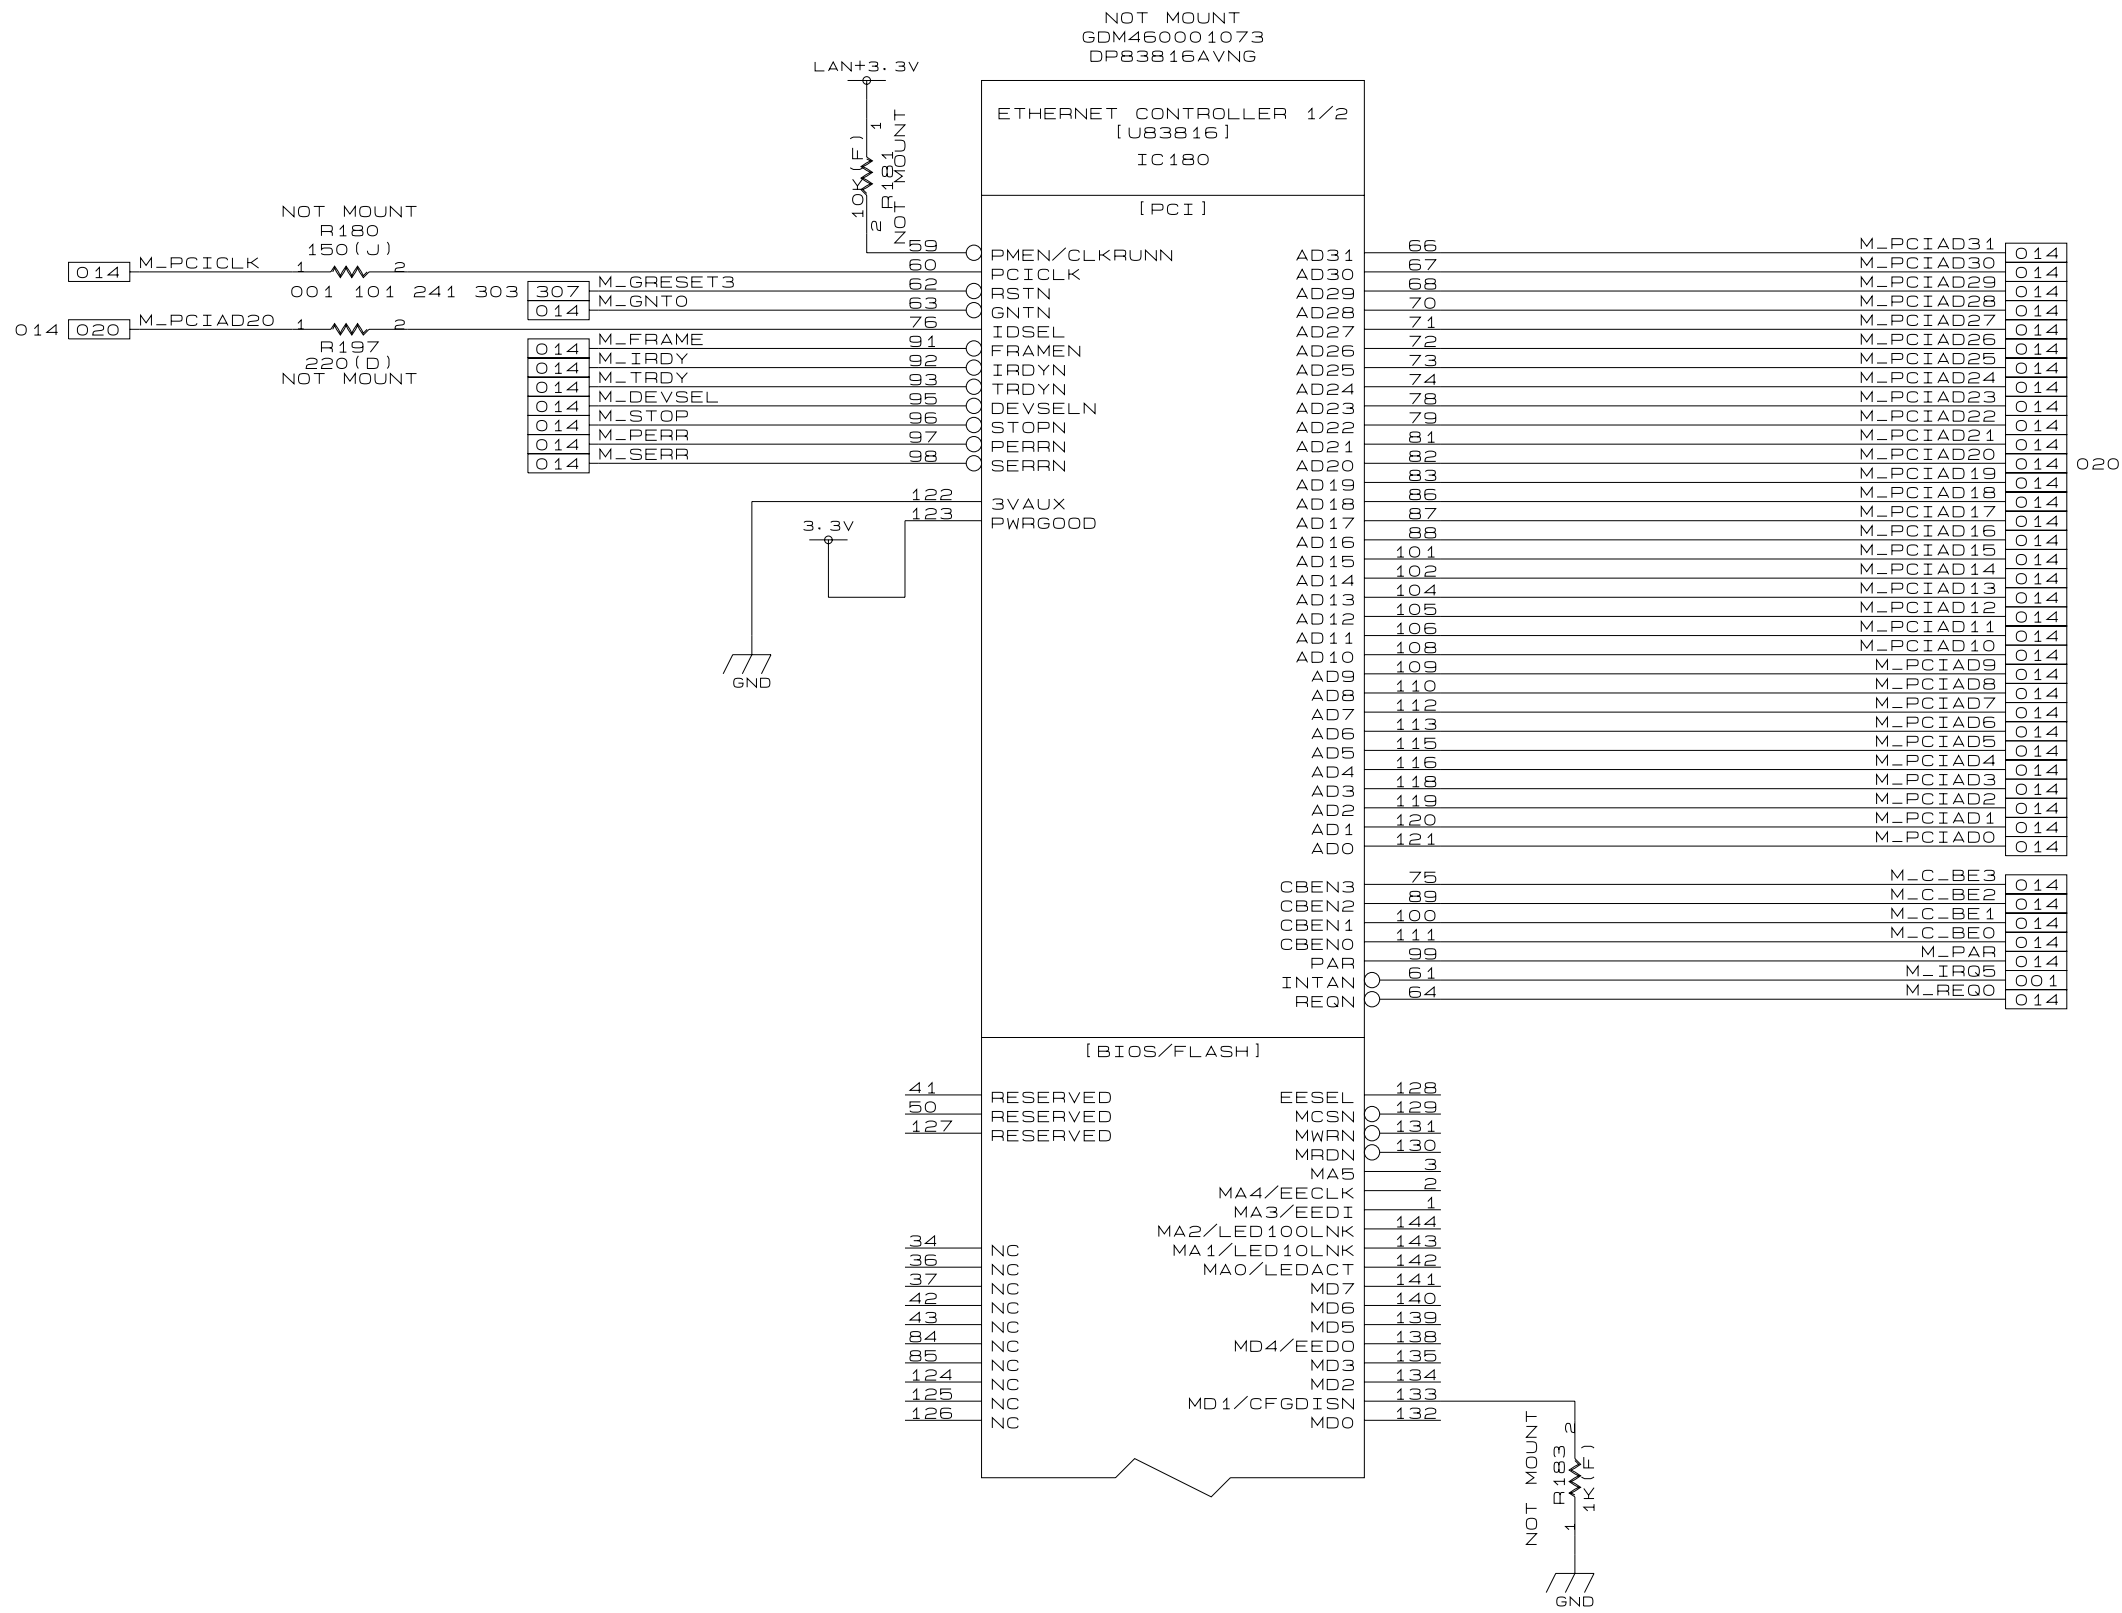 NOT MOUNT
GDM460001073
DP83816AVNG
LAN+3.3V
ETHERNET CONTROLLER 1/2
[U83816]
IC180
1
10K(F)
R181
NOT MOUNT
2
[PCI]
NOT MOUNT
R180
150(J)
014 M_PCICLK 1 2
001 101 241 303 307 M_GRESET3
014 M_GNT0
014 020 M_PCIAD20 1 2
R197
220(D)
NOT MOUNT
014 M_FRAME
014 M_IRDY
014 M_TRDY
014 M_DEVSEL
014 M_STOP
014 M_PERR
014 M_SERR
59 PMEN/CLKRUNN
60 PCICLK
62 RSTN
63 GNTN
76 IDSEL
91 FRAMEN
92 IRDYN
93 TRDYN
95 DEVSELN
96 STOPN
97 PERRN
98 SERRN
122 3VAUX
123 PWRGOOD
3.3V
GND
AD31 66 M_PCIAD31 014
AD30 67 M_PCIAD30 014
AD29 68 M_PCIAD29 014
AD28 70 M_PCIAD28 014
AD27 71 M_PCIAD27 014
AD26 72 M_PCIAD26 014
AD25 73 M_PCIAD25 014
AD24 74 M_PCIAD24 014
AD23 78 M_PCIAD23 014
AD22 79 M_PCIAD22 014
AD21 81 M_PCIAD21 014
AD20 82 M_PCIAD20 014 020
AD19 83 M_PCIAD19 014
AD18 86 M_PCIAD18 014
AD17 87 M_PCIAD17 014
AD16 88 M_PCIAD16 014
AD15 101 M_PCIAD15 014
AD14 102 M_PCIAD14 014
AD13 104 M_PCIAD13 014
AD12 105 M_PCIAD12 014
AD11 106 M_PCIAD11 014
AD10 108 M_PCIAD10 014
AD9 109 M_PCIAD9 014
AD8 110 M_PCIAD8 014
AD7 112 M_PCIAD7 014
AD6 113 M_PCIAD6 014
AD5 115 M_PCIAD5 014
AD4 116 M_PCIAD4 014
AD3 118 M_PCIAD3 014
AD2 119 M_PCIAD2 014
AD1 120 M_PCIAD1 014
AD0 121 M_PCIAD0 014
CBEN3 75 M_C_BE3 014
CBEN2 89 M_C_BE2 014
CBEN1 100 M_C_BE1 014
CBEN0 111 M_C_BE0 014
PAR 99 M_PAR 014
INTAN 61 M_IRQ5 001
REQN 64 M_REQ0 014
[BIOS/FLASH]
41 RESERVED
50 RESERVED
127 RESERVED
34 NC
36 NC
37 NC
42 NC
43 NC
84 NC
85 NC
124 NC
125 NC
126 NC
EESEL 128
MCSN 129
MWRN 131
MRDN 130
MA5 3
MA4/EECLK 2
MA3/EEDI 1
MA2/LED100LNK 144
MA1/LED10LNK 143
MA0/LEDACT 142
MD7 141
MD6 140
MD5 139
MD4/EEDO 138
MD3 135
MD2 134
MD1/CFGDISN 133
MD0 132
NOT MOUNT
R183
1K(F)
2
1
GND